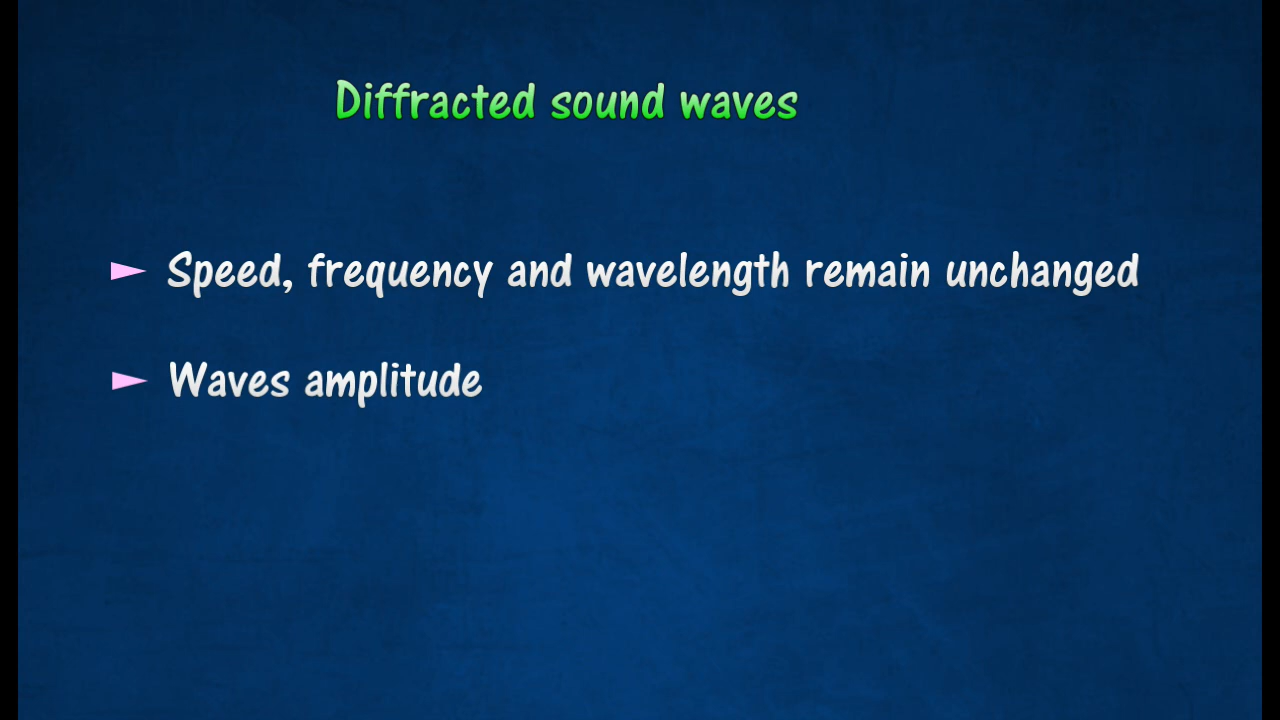 Diffracted sound waves
► Speed, frequency and wavelength remain unchanged
► Waves amplitude